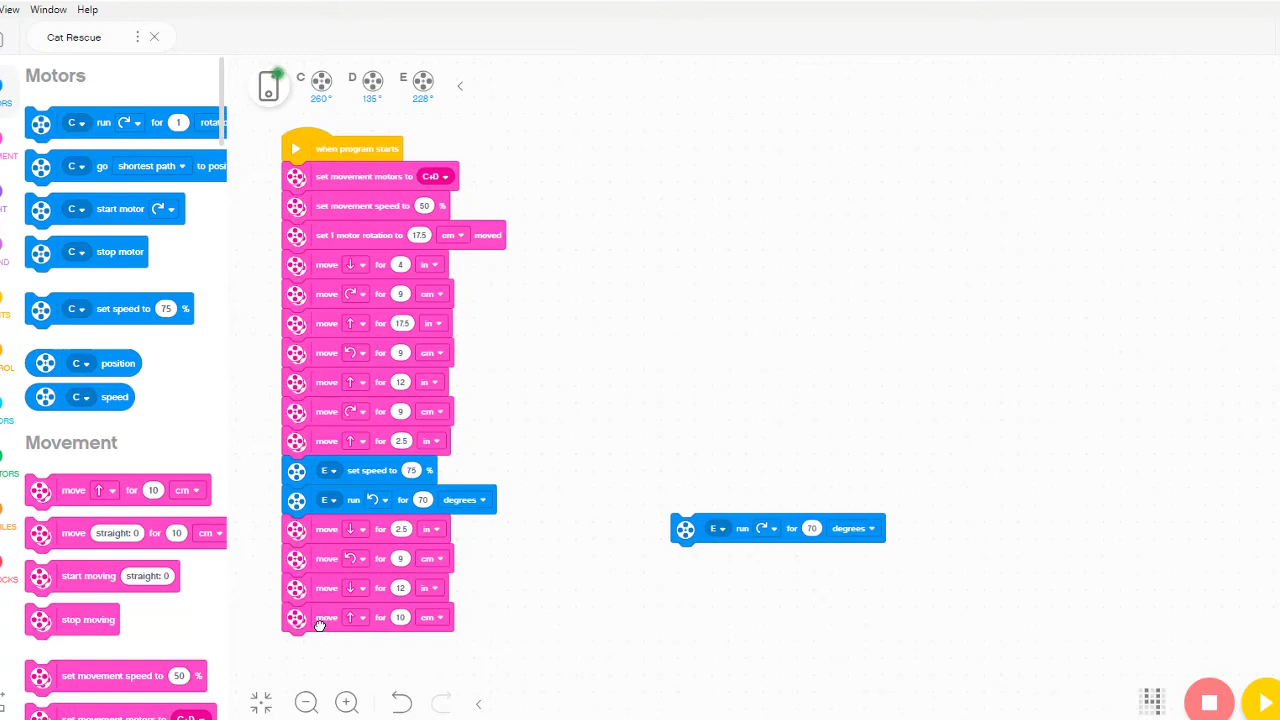 View Window Help
Cat Rescue
Motors
C 260°
D 135°
E 228°
C run for 1
C go shortest path to
C start motor
C stop motor
C set speed to 75 %
C position
C speed
Movement
move for 10 cm
move straight: 0 for 10 cm
start moving straight: 0
stop moving
set movement speed to 50 %
set movement motors to C+D
when program starts
set movement motors to C+D
set movement speed to 50 %
set 1 motor rotation to 17.5 cm moved
move for 4 in
move for 9 cm
move for 17.5 in
move for 9 cm
move for 12 in
move for 9 cm
move for 2.5 in
E set speed to 75 %
E run for 70 degrees
move for 2.5 in
move for 9 cm
move for 12 in
move for 10 cm
E run for 70 degrees